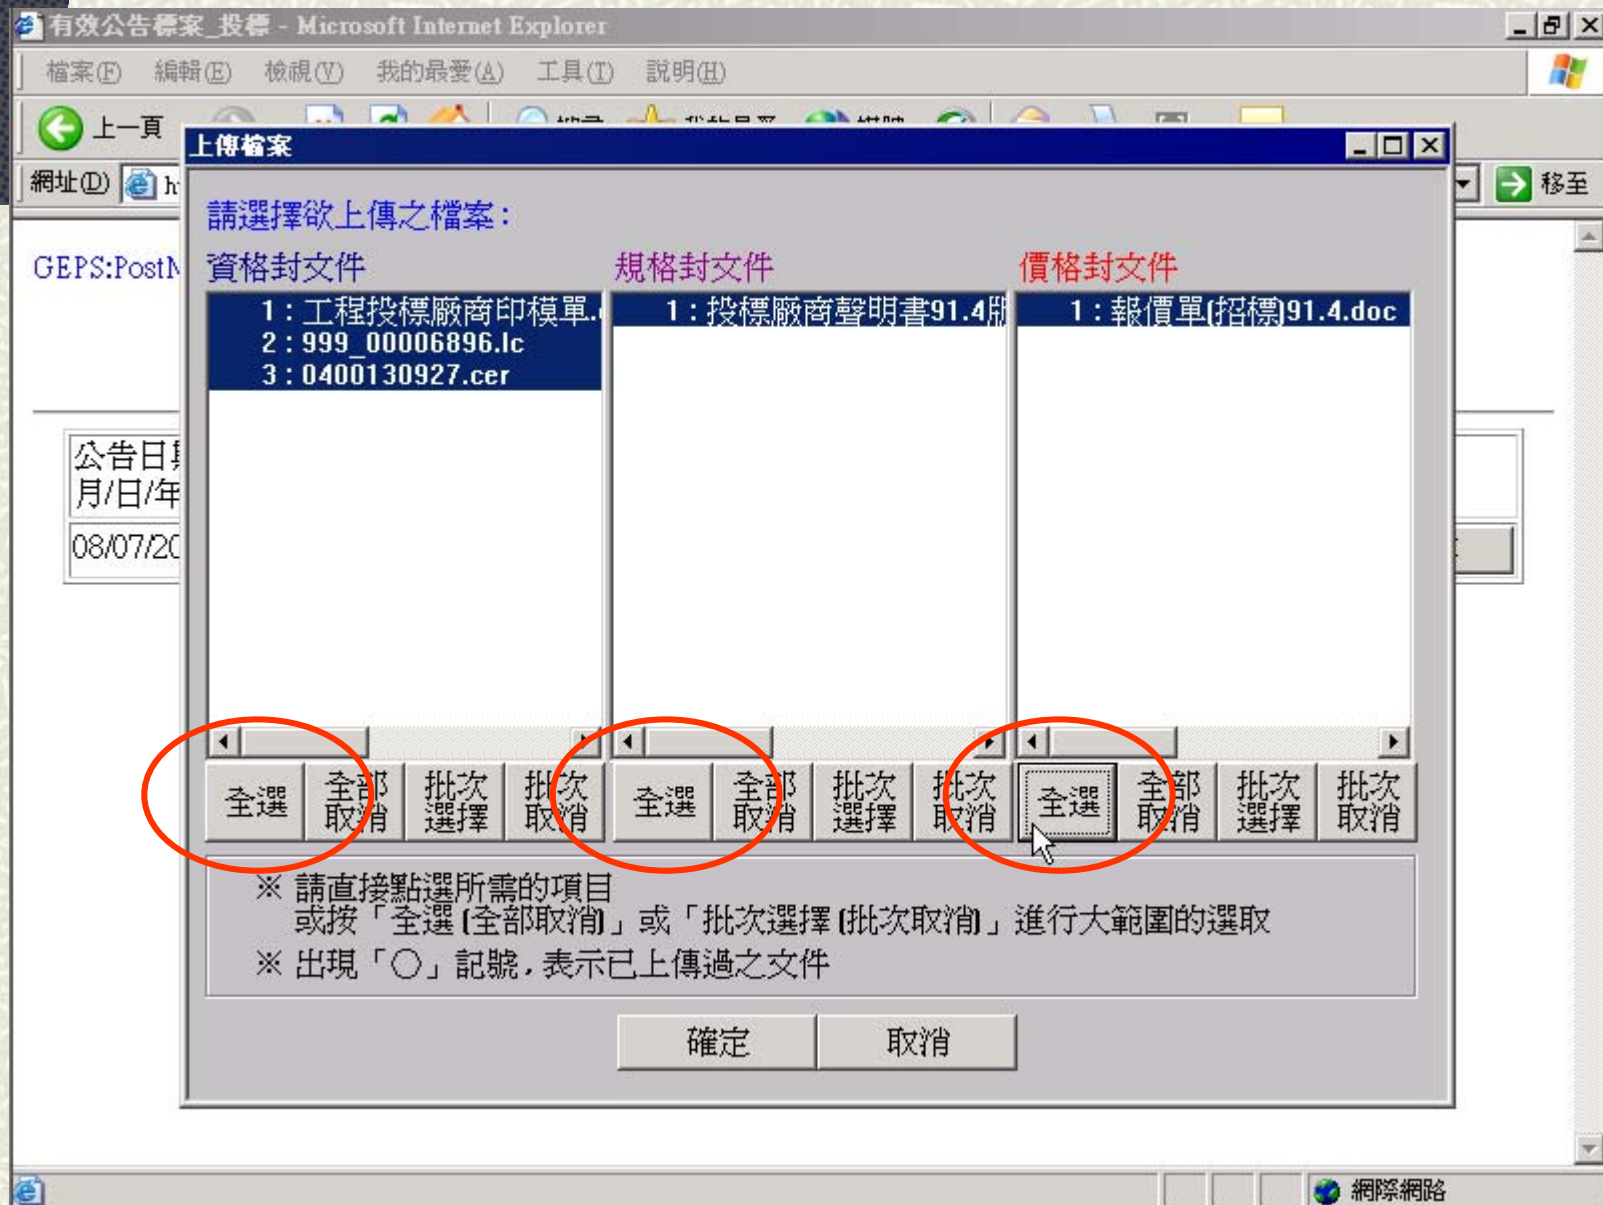 有效公告標案_投標 - Microsoft Internet Explorer
檔案(F) 編輯(E) 檢視(V) 我的最愛(A) 工具(T) 說明(H)
上一頁
網址(D) 移至
上傳檔案
請選擇欲上傳之檔案：
GEPS:Post
資格封文件 規格封文件 價格封文件
1 : 工程投標廠商印模單. 1 : 投標廠商聲明書91.4版 1 : 報價單(招標)91.4.doc
2 : 999_00006896.lc
3 : 0400130927.cer
公告日期
月/日/年
08/07/20
全選 全部取消 批次選擇 批次取消 全選 全部取消 批次選擇 批次取消 全選 全部取消 批次選擇 批次取消
※ 請直接點選所需的項目
或按「全選(全部取消)」或「批次選擇(批次取消)」進行大範圍的選取
※ 出現「○」記號，表示已上傳過之文件
確定 取消
網際網路